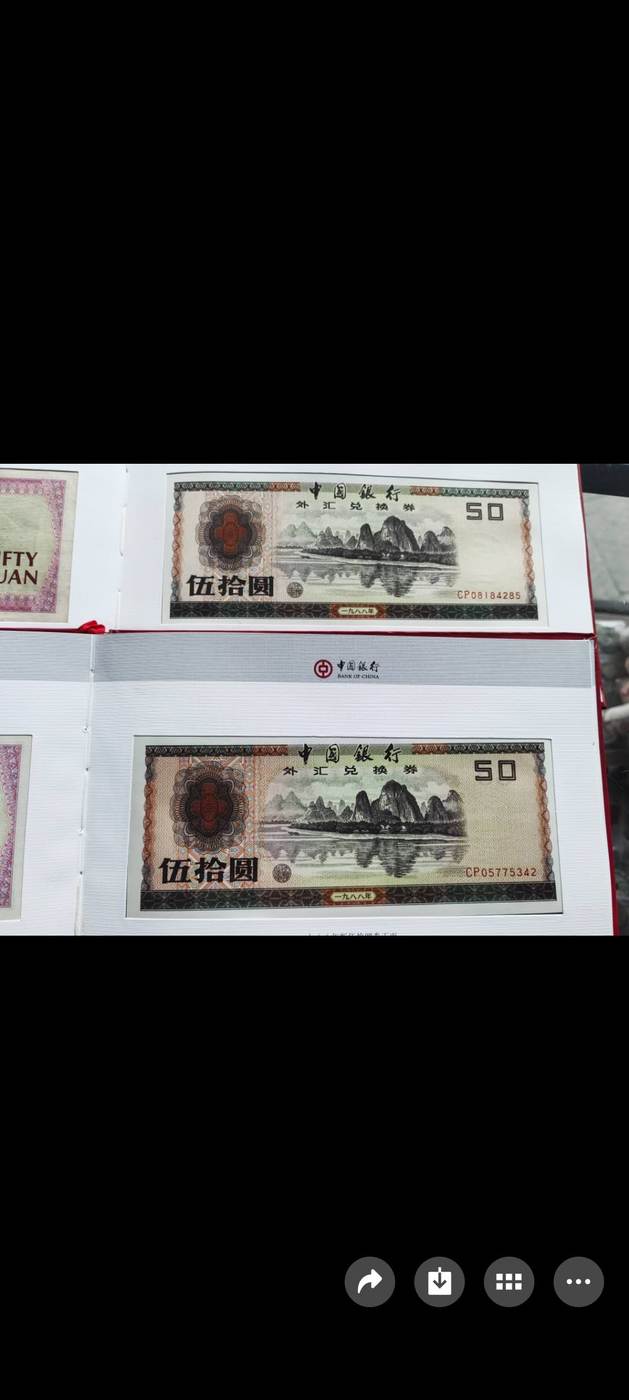 FTY
UAN
中国银行
外汇兑换券
50
伍拾圆
CP08184285
一九八八年
中国银行
BANK OF CHINA
中国银行
外汇兑换券
50
伍拾圆
CP05775342
一九八八年